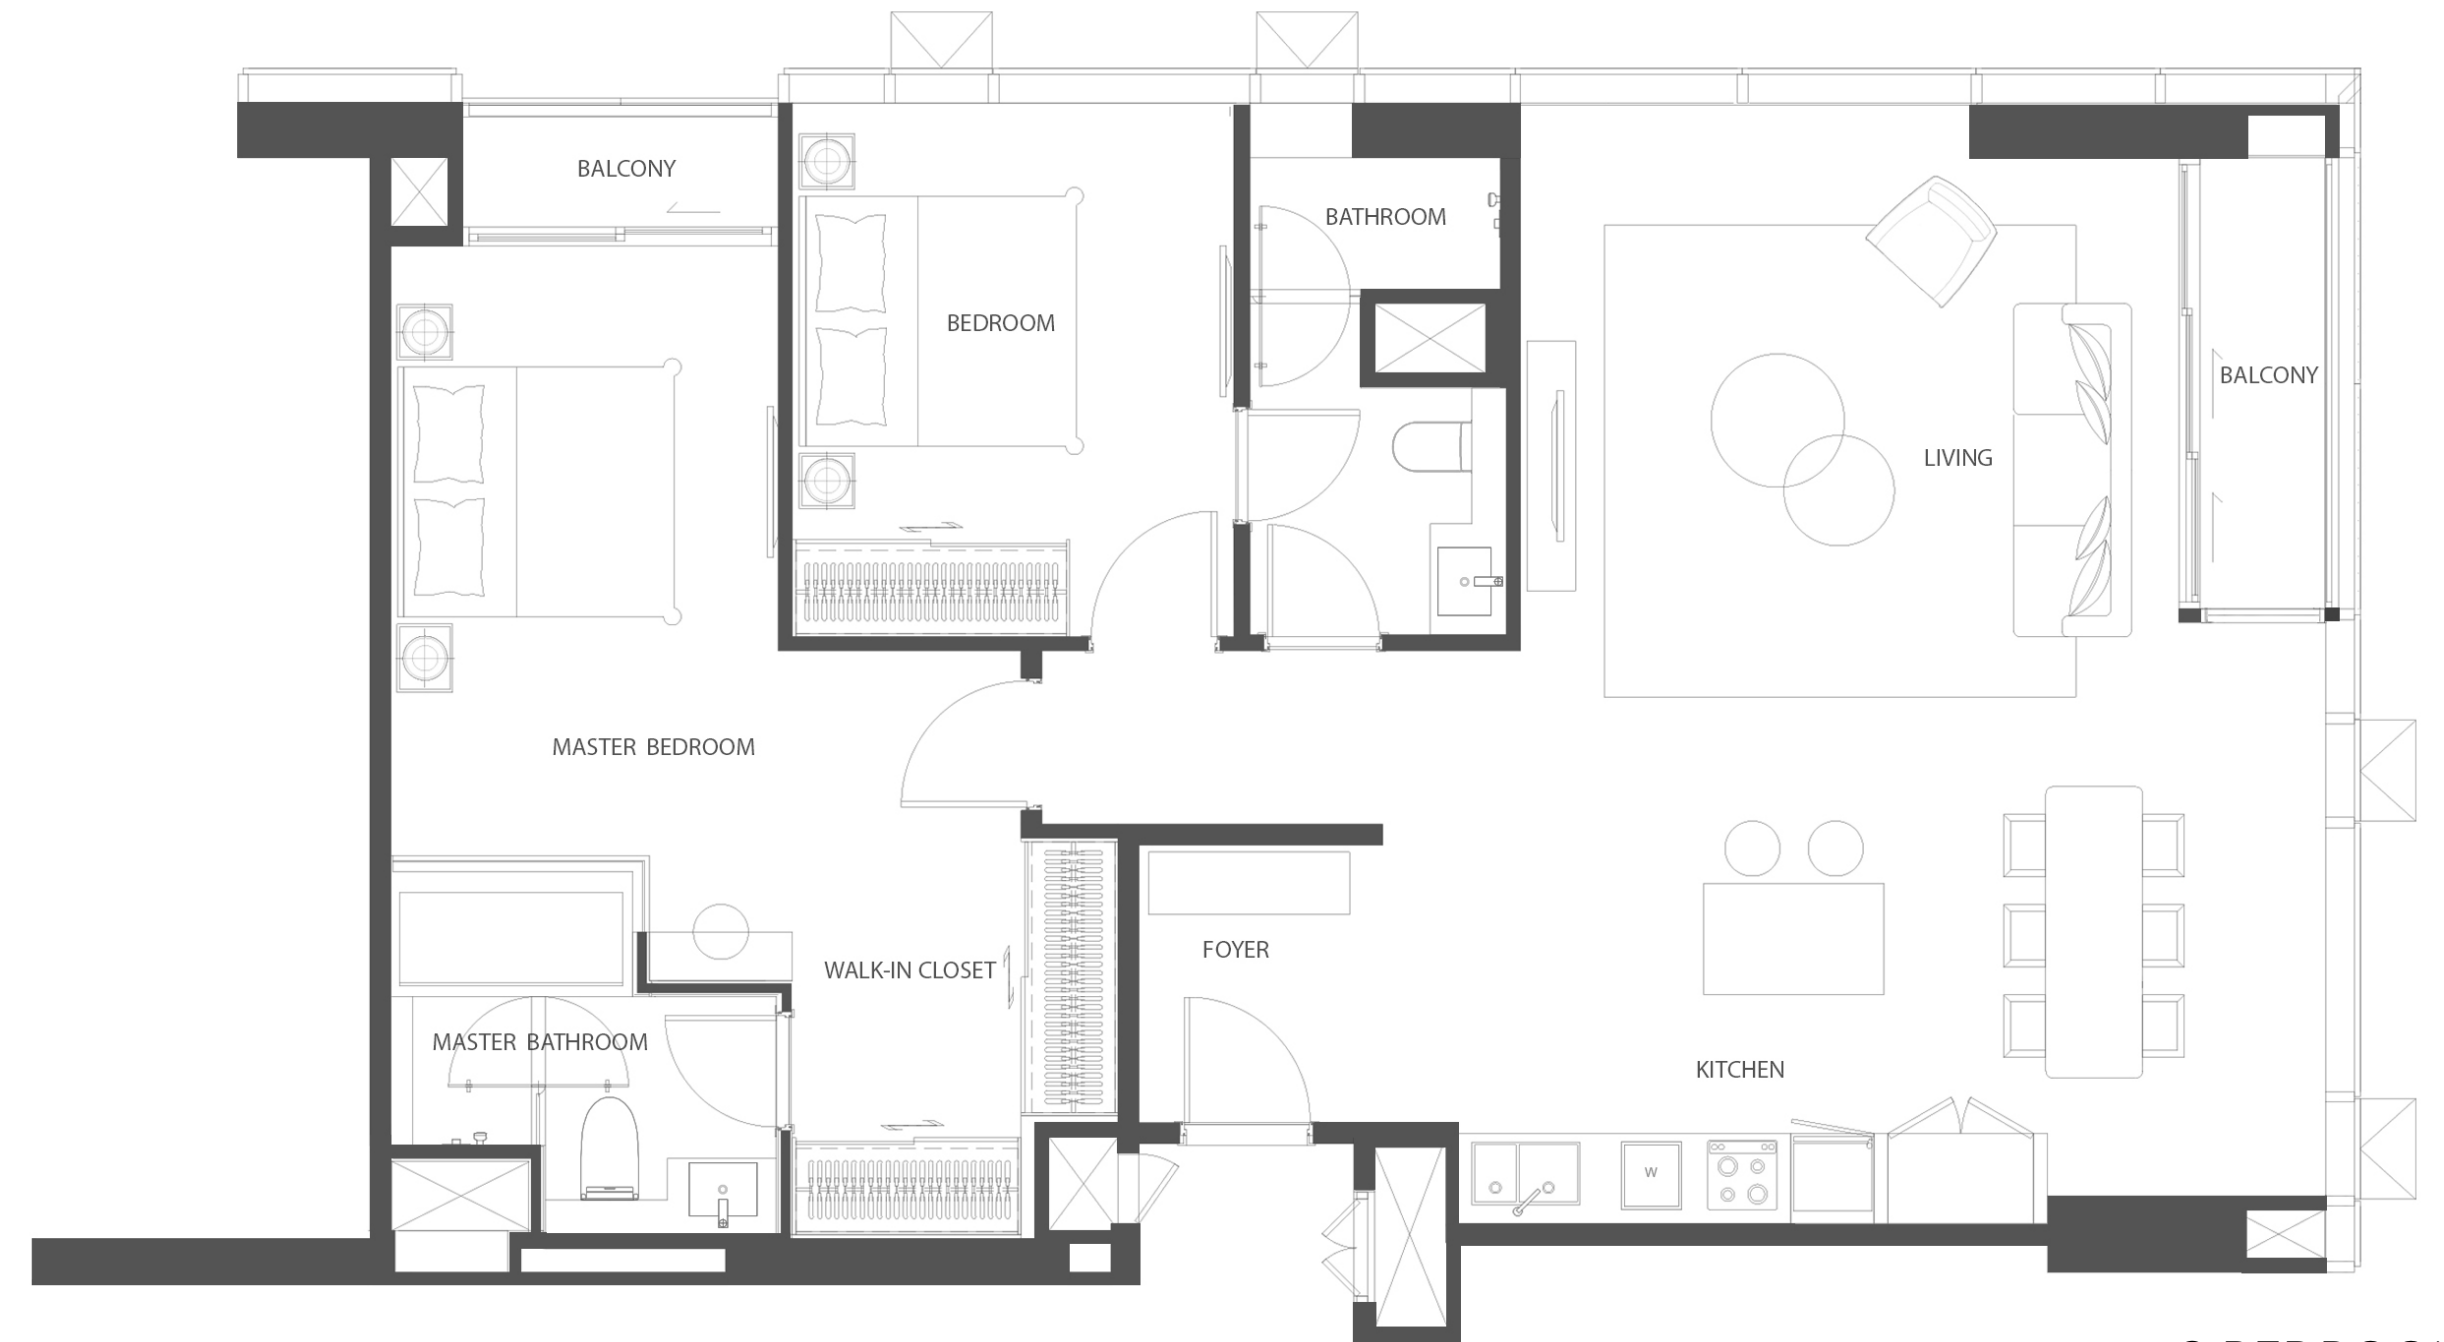 BALCONY
BATHROOM
BEDROOM
BALCONY
LIVING
MASTER BEDROOM
FOYER
WALK-IN CLOSET
MASTER BATHROOM
KITCHEN
W